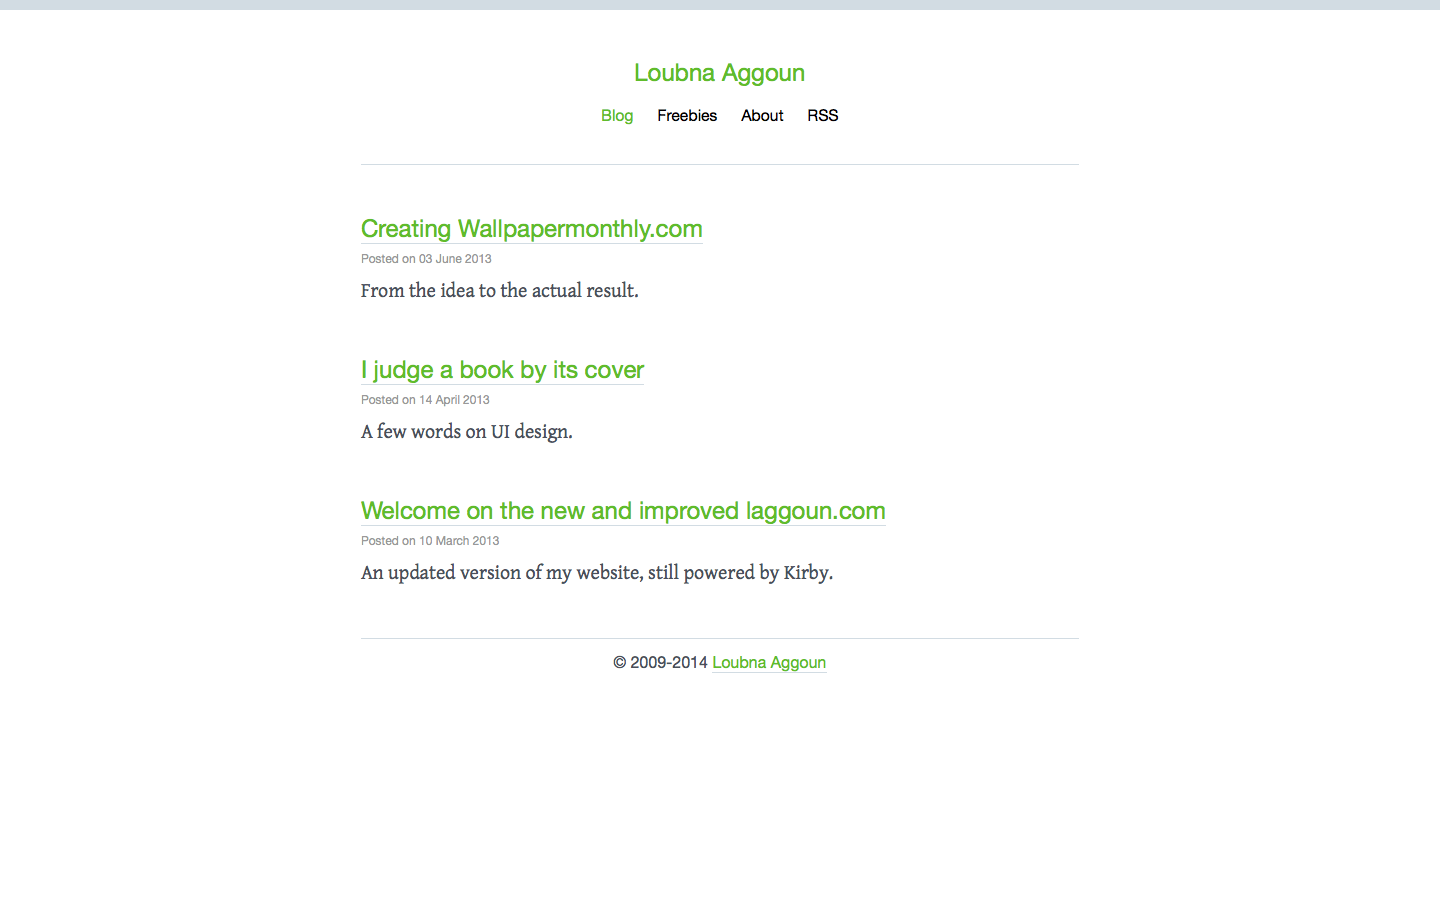 Loubna Aggoun
Blog Freebies About RSS
Creating Wallpapermonthly.com
Posted on 03 June 2013
From the idea to the actual result.
I judge a book by its cover
Posted on 14 April 2013
A few words on UI design.
Welcome on the new and improved laggoun.com
Posted on 10 March 2013
An updated version of my website, still powered by Kirby.
© 2009-2014 Loubna Aggoun